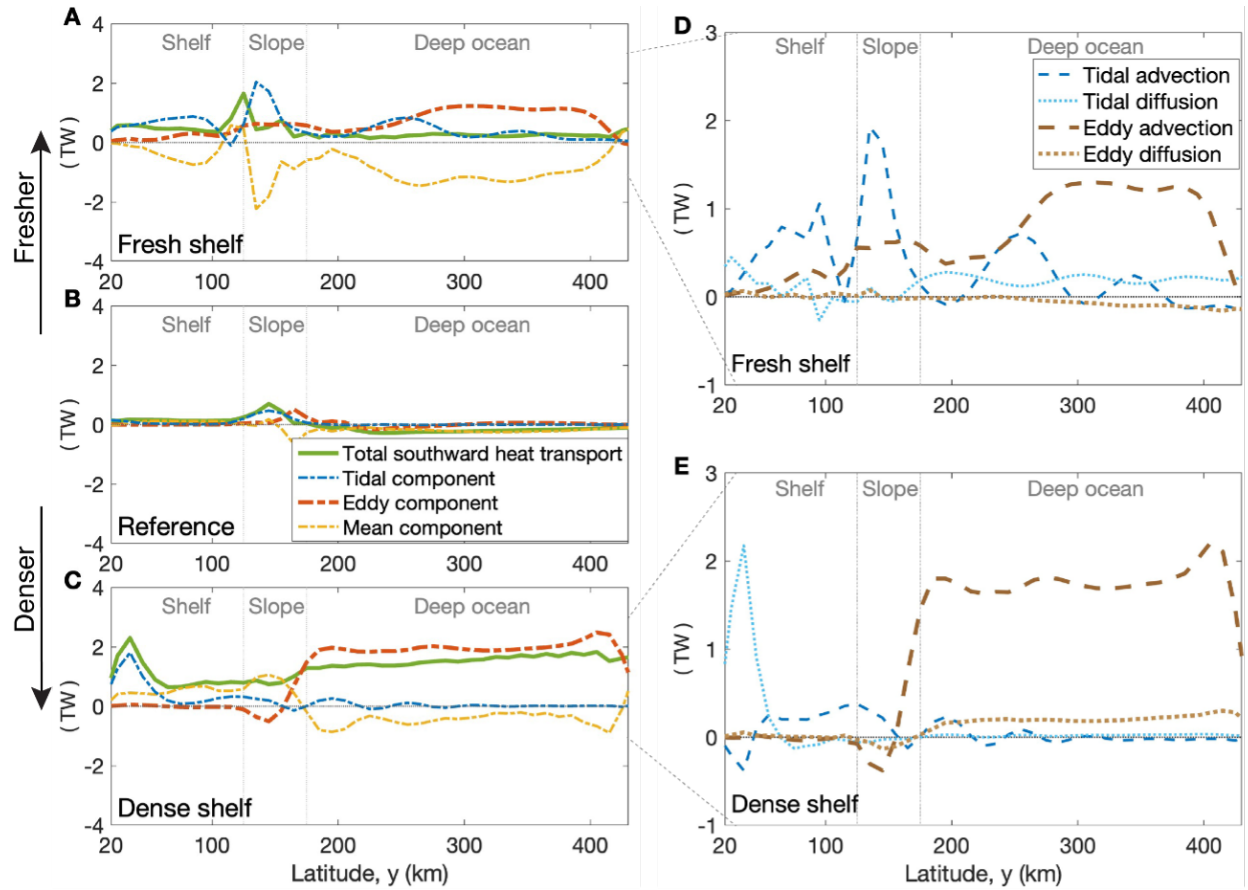 A
4
2
0
-2
-4
( TW )
Shelf
Slope
Deep ocean
Fresh shelf
20
100
200
300
400
Fresher
B
4
2
0
-2
-4
( TW )
Shelf
Slope
Deep ocean
Total southward heat transport
Tidal component
Eddy component
Mean component
Reference
20
100
200
300
400
Denser
C
4
2
0
-2
-4
( TW )
Shelf
Slope
Deep ocean
Dense shelf
20
100
200
300
400
Latitude, y (km)
D
3
2
1
0
-1
( TW )
Shelf
Slope
Deep ocean
Tidal advection
Tidal diffusion
Eddy advection
Eddy diffusion
Fresh shelf
20
100
200
300
400
E
3
2
1
0
-1
( TW )
Shelf
Slope
Deep ocean
Dense shelf
20
100
200
300
400
Latitude, y (km)